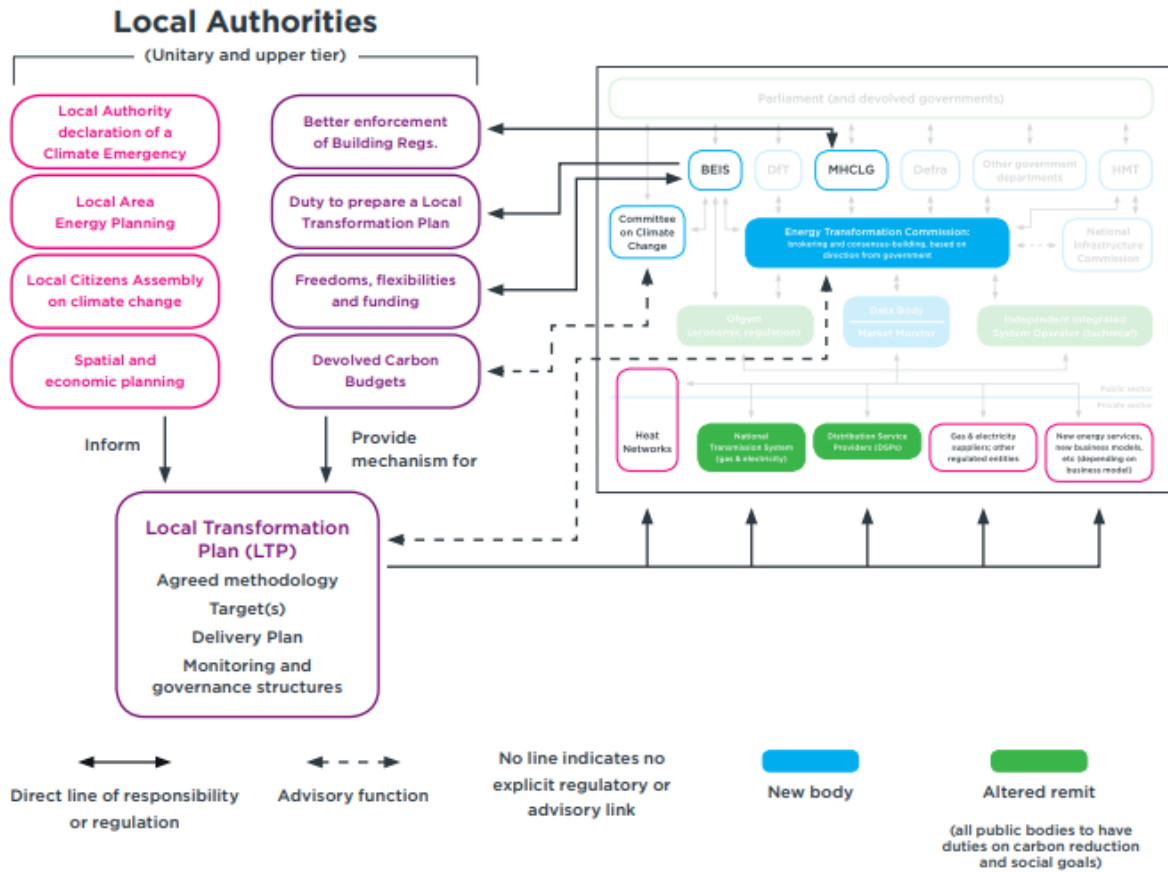 Local Authorities
(Unitary and upper tier)
Local Authority
declaration of a
Climate Emergency
Local Area
Energy Planning
Local Citizens Assembly
on climate change
Spatial and
economic planning
Better enforcement
of Building Regs.
Duty to prepare a Local
Transformation Plan
Freedoms, flexibilities
and funding
Devolved Carbon
Budgets
Inform
Provide
mechanism for
Local Transformation
Plan (LTP)
Agreed methodology
Target(s)
Delivery Plan
Monitoring and
governance structures
Parliament (and devolved governments)
BEIS
DfT
MHCLG
Defra
Other government
departments
HMT
Committee
on Climate
Change
Energy Transformation Commission:
brokering and consensus-building, based on
direction from government
National
Infrastructure
Commission
Ofgem
(economic regulation)
Data Body
Market Monitor
Independent Integrated
System Operator (technical)
Public sector
Private sector
Heat
Networks
National
Transmission System
(gas & electricity)
Distribution Service
Providers (DSPs)
Gas & electricity
suppliers; other
regulated entities
New energy services,
new business models,
etc (depending on
business model)
Direct line of responsibility
or regulation
Advisory function
No line indicates no
explicit regulatory or
advisory link
New body
Altered remit
(all public bodies to have
duties on carbon reduction
and social goals)